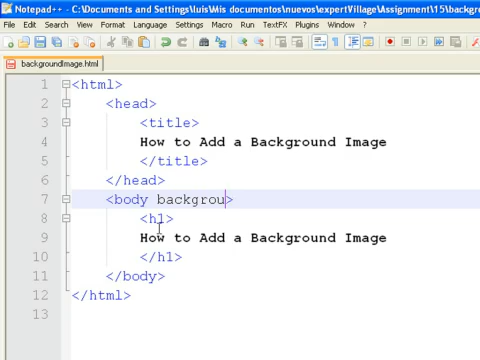 Notepad++ - C:\Documents and Settings\luis\Mis documentos\nuevos\expertVillage\Assignment\15\backgro
File Edit Search View Format Language Settings Macro Run TextFX Plugins Window ?
backgroundImage.html
1 <html>
2 <head>
3 <title>
4 How to Add a Background Image
5 </title>
6 </head>
7 <body backgrou>
8 <h1>
9 How to Add a Background Image
10 </h1>
11 </body>
12 </html>
13